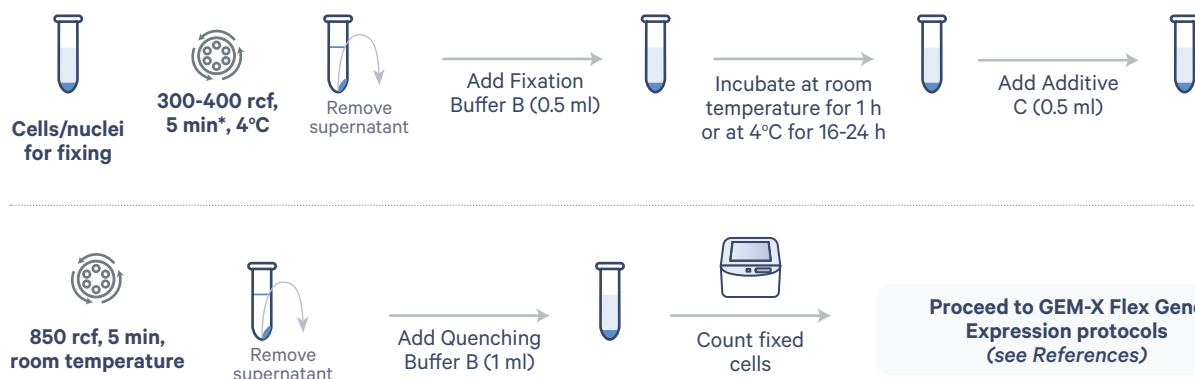 Cells/nuclei
for fixing
300-400 rcf,
5 min*, 4°C
Remove
supernatant
Add Fixation
Buffer B (0.5 ml)
Incubate at room
temperature for 1 h
or at 4°C for 16-24 h
Add Additive
C (0.5 ml)
850 rcf, 5 min,
room temperature
Remove
supernatant
Add Quenching
Buffer B (1 ml)
Count fixed
cells
Proceed to GEM-X Flex Gene
Expression protocols
(see References)